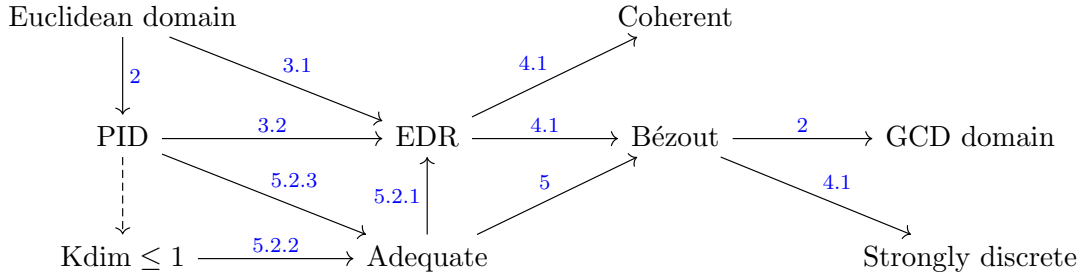 Euclidean domain Coherent
2 3.1 4.1
PID 3.2 EDR 4.1 Bézout 2 GCD domain
5.2.3 5.2.1 5 4.1
Kdim ≤ 1 5.2.2 Adequate Strongly discrete